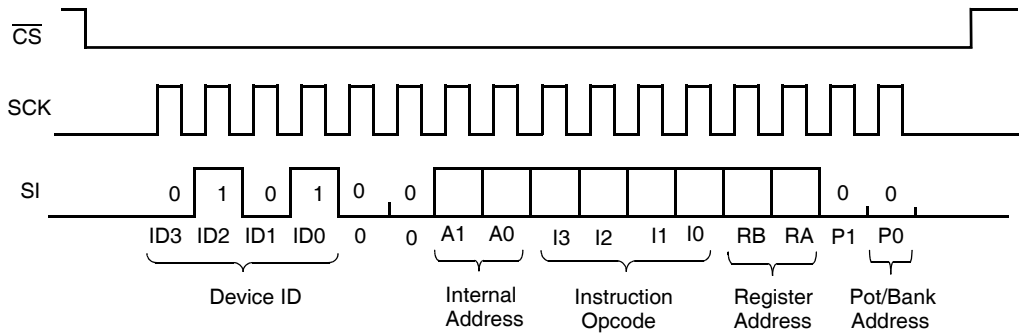 CS
SCK
SI
0 1 0 1 0 0 0 0
ID3 ID2 ID1 ID0 0 0 A1 A0 I3 I2 I1 I0 RB RA P1 P0
Device ID
Internal Address
Instruction Opcode
Register Address
Pot/Bank Address